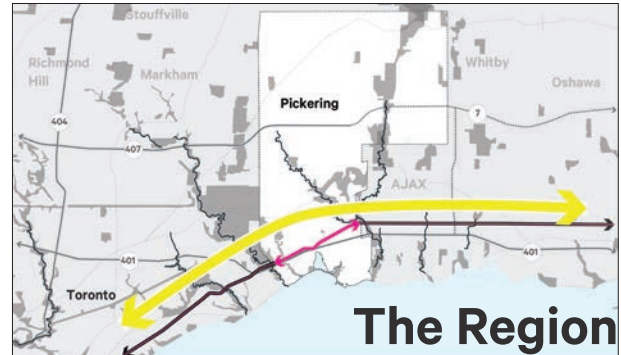 Stouffville
Richmond
Hill
Markham
Whitby
Oshawa
Pickering
404
7
407
AJAX
401
401
Toronto
The Region